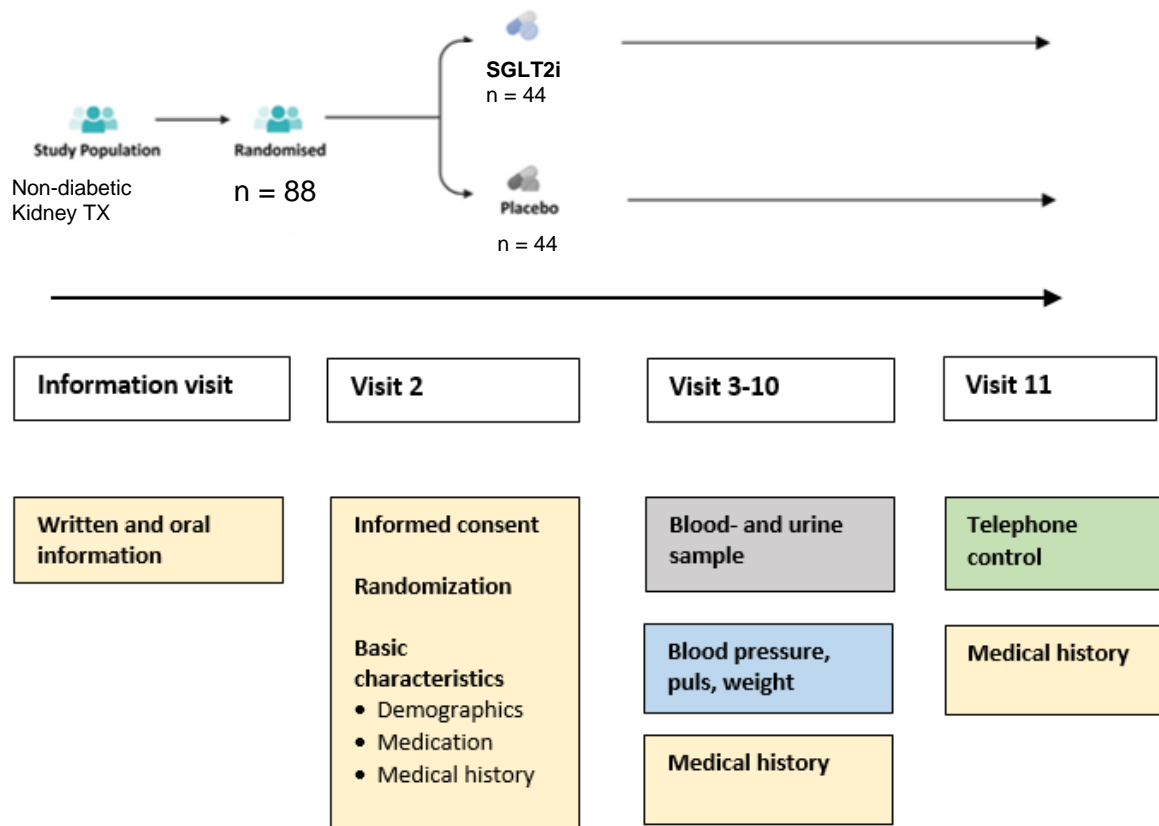 SGLT2i
n = 44
Study Population
Randomised
Non-diabetic
Kidney TX
n = 88
Placebo
n = 44
Information visit
Visit 2
Visit 3-10
Visit 11
Written and oral
information
Informed consent
Randomization
Basic
characteristics
• Demographics
• Medication
• Medical history
Blood- and urine
sample
Blood pressure,
puls, weight
Medical history
Telephone
control
Medical history